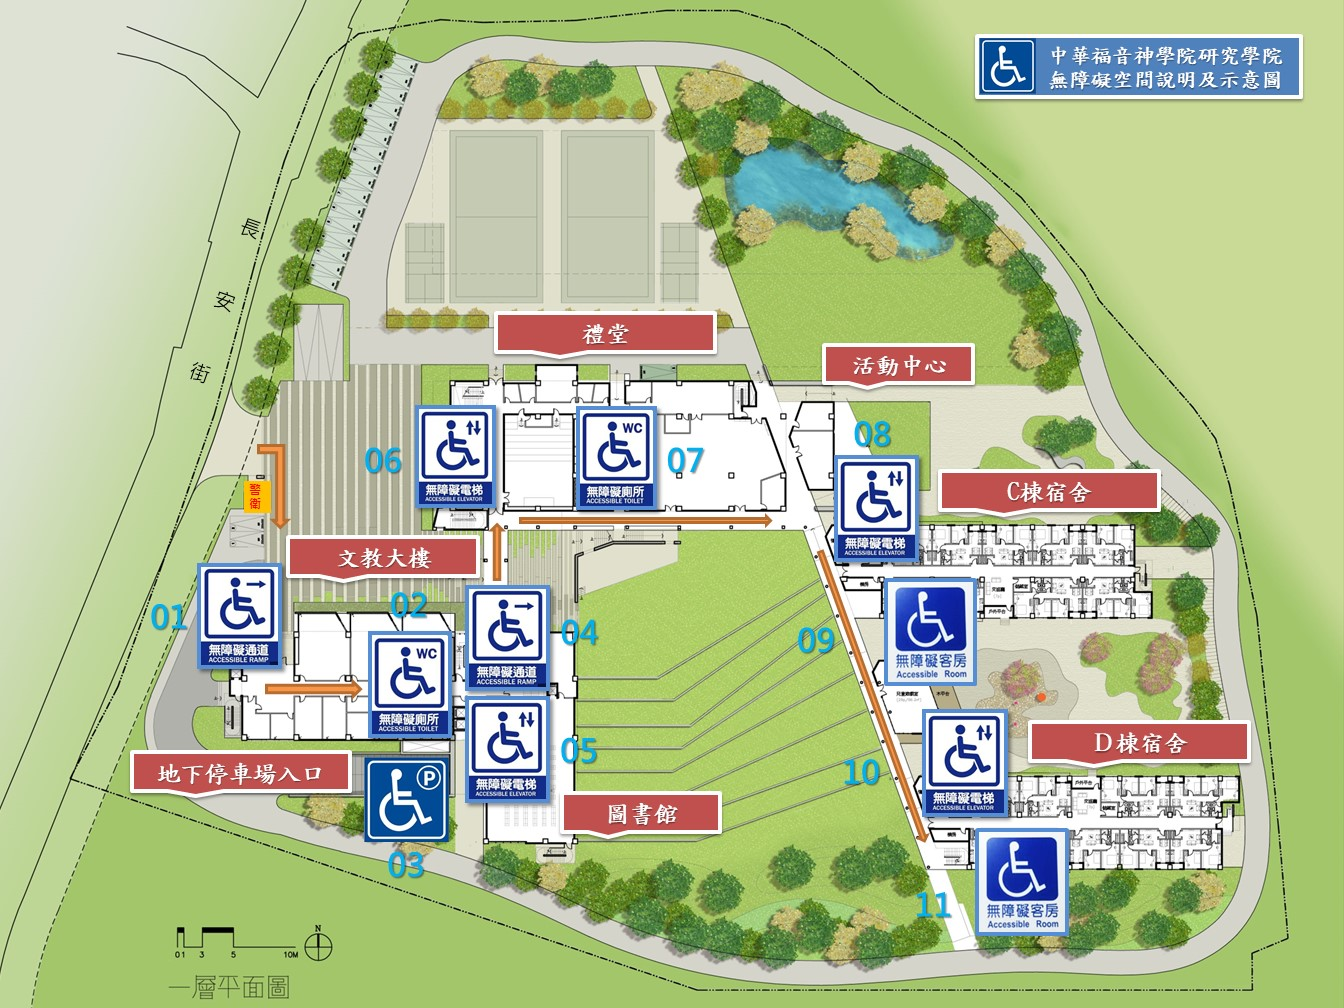 中華福音神學院研究學院
無障礙空間說明及示意圖
長
安
街
禮堂
活動中心
06
無障礙電梯
ACCESSIBLE ELEVATOR
WC
無障礙廁所
ACCESSIBLE TOILET
07
08
無障礙電梯
ACCESSIBLE ELEVATOR
C棟宿舍
警
衛
文教大樓
01
無障礙通道
ACCESSIBLE RAMP
02
WC
無障礙廁所
ACCESSIBLE TOILET
無障礙通道
ACCESSIBLE RAMP
04
09
無障礙客房
Accessible Room
無障礙電梯
ACCESSIBLE ELEVATOR
05
10
無障礙電梯
ACCESSIBLE ELEVATOR
D棟宿舍
地下停車場入口
P
03
圖書館
11
無障礙客房
Accessible Room
0 1 3 5 10M
N
一層平面圖